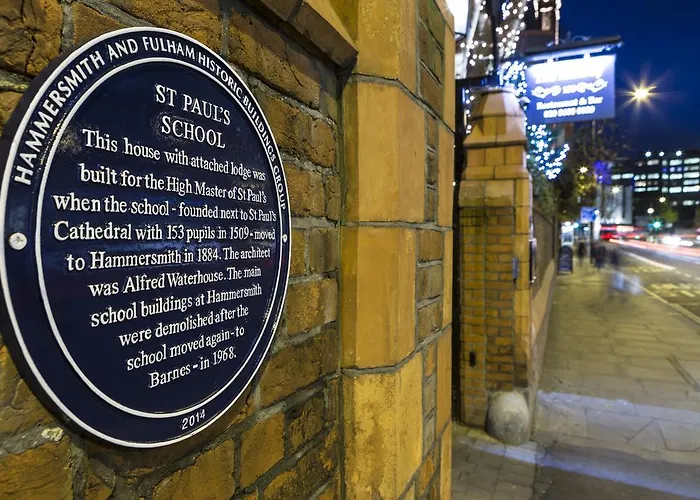 HAMMERSMITH AND FULHAM HISTORIC BUILDINGS GROUP
ST PAUL'S
SCHOOL
This house with attached lodge was
built for the High Master of St Paul's
when the school - founded next to St Paul's
Cathedral with 153 pupils in 1509 - moved
to Hammersmith in 1884. The architect
was Alfred Waterhouse. The main
school buildings at Hammersmith
were demolished after the
school moved again - to
Barnes - in 1968.
2014
Restaurant & Bar